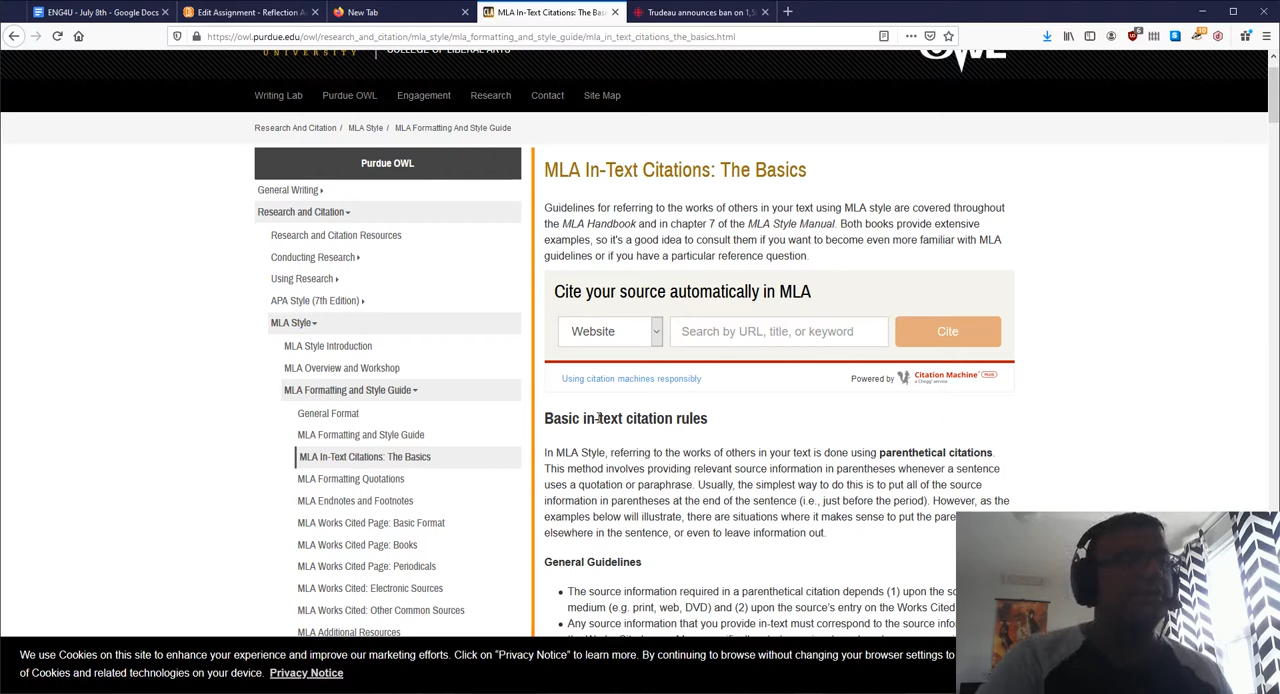 ENG4U - July 8th - Google Docs
Edit Assignment - Reflection A
New Tab
MLA In-Text Citations: The Basi
Trudeau announces ban on 1,5
https://owl.purdue.edu/owl/research_and_citation/mla_style/mla_formatting_and_style_guide/mla_in_text_citations_the_basics.html
Writing Lab Purdue OWL Engagement Research Contact Site Map
Research And Citation / MLA Style / MLA Formatting And Style Guide
Purdue OWL
General Writing
Research and Citation
Research and Citation Resources
Conducting Research
Using Research
APA Style (7th Edition)
MLA Style
MLA Style Introduction
MLA Overview and Workshop
MLA Formatting and Style Guide
General Format
MLA Formatting and Style Guide
MLA In-Text Citations: The Basics
MLA Formatting Quotations
MLA Endnotes and Footnotes
MLA Works Cited Page: Basic Format
MLA Works Cited Page: Books
MLA Works Cited Page: Periodicals
MLA Works Cited: Electronic Sources
MLA Works Cited: Other Common Sources
MLA Additional Resources
MLA In-Text Citations: The Basics
Guidelines for referring to the works of others in your text using MLA style are covered throughout
the MLA Handbook and in chapter 7 of the MLA Style Manual. Both books provide extensive
examples, so it's a good idea to consult them if you want to become even more familiar with MLA
guidelines or if you have a particular reference question.
Cite your source automatically in MLA
Website Search by URL, title, or keyword Cite
Using citation machines responsibly Powered by Citation Machine
Basic in-text citation rules
In MLA Style, referring to the works of others in your text is done using parenthetical citations.
This method involves providing relevant source information in parentheses whenever a sentence
uses a quotation or paraphrase. Usually, the simplest way to do this is to put all of the source
information in parentheses at the end of the sentence (i.e., just before the period). However, as the
examples below will illustrate, there are situations where it makes sense to put the pare
elsewhere in the sentence, or even to leave information out.
General Guidelines
The source information required in a parenthetical citation depends (1) upon the so
medium (e.g. print, web, DVD) and (2) upon the source's entry on the Works Cited
Any source information that you provide in-text must correspond to the source info
We use Cookies on this site to enhance your experience and improve our marketing efforts. Click on "Privacy Notice" to learn more. By continuing to browse without changing your browser settings to
of Cookies and related technologies on your device. Privacy Notice